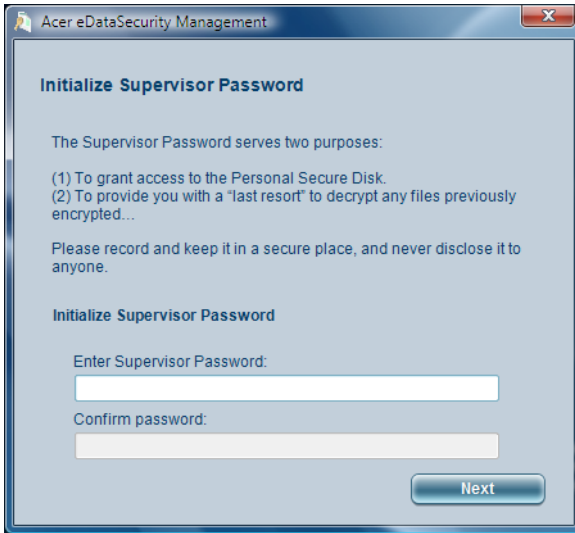 Acer eDataSecurity Management
Initialize Supervisor Password
The Supervisor Password serves two purposes:
(1) To grant access to the Personal Secure Disk.
(2) To provide you with a “last resort” to decrypt any files previously
encrypted...
Please record and keep it in a secure place, and never disclose it to
anyone.
Initialize Supervisor Password
Enter Supervisor Password:
Confirm password:
Next